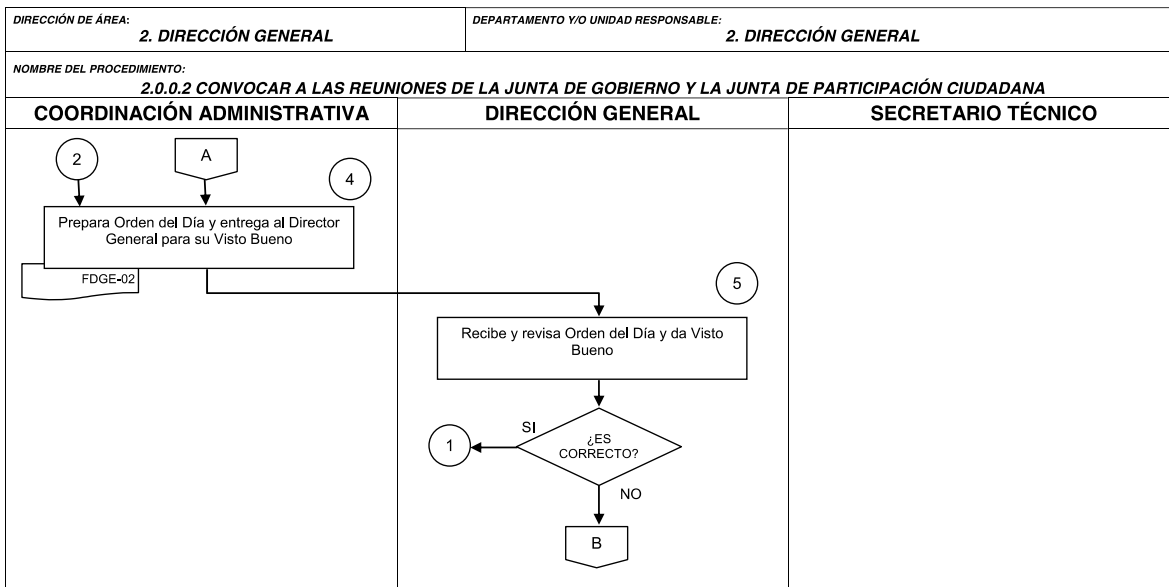 DIRECCIÓN DE ÁREA:
2. DIRECCIÓN GENERAL
DEPARTAMENTO Y/O UNIDAD RESPONSABLE:
2. DIRECCIÓN GENERAL
NOMBRE DEL PROCEDIMIENTO:
2.0.0.2 CONVOCAR A LAS REUNIONES DE LA JUNTA DE GOBIERNO Y LA JUNTA DE PARTICIPACIÓN CIUDADANA
COORDINACIÓN ADMINISTRATIVA
DIRECCIÓN GENERAL
SECRETARIO TÉCNICO
2
A
4
Prepara Orden del Día y entrega al Director
General para su Visto Bueno
FDGE-02
5
Recibe y revisa Orden del Día y da Visto
Bueno
SI
¿ES
CORRECTO?
1
NO
B